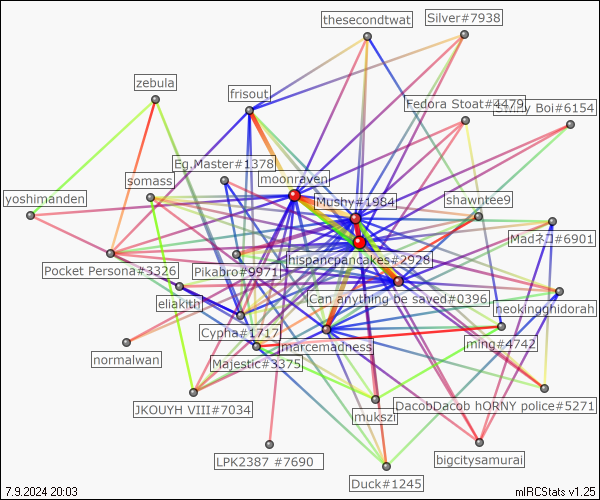 thesecondtwat
Silver#7938
zebula
frisout
Fedora Stoat#4479
Boi#6154
Eg.Master#1378
moonraven
somass
yoshimanden
Mushy#1984
shawntee9
Madネコ#6901
hispancpancakes#2928
Pocket Persona#3326
Pikabro#9971
eliakith
Can anything be saved#0396
neokingghidorah
Cypha#1717
marcemadness
ming#4742
normalwan
Majestic#3375
JKOUYH VIII#7034
mukszi
DacobDacob hORNY police#5271
LPK2387 #7690
bigcitysamurai
Duck#1245
7.9.2024 20:03
mIRCStats v1.25